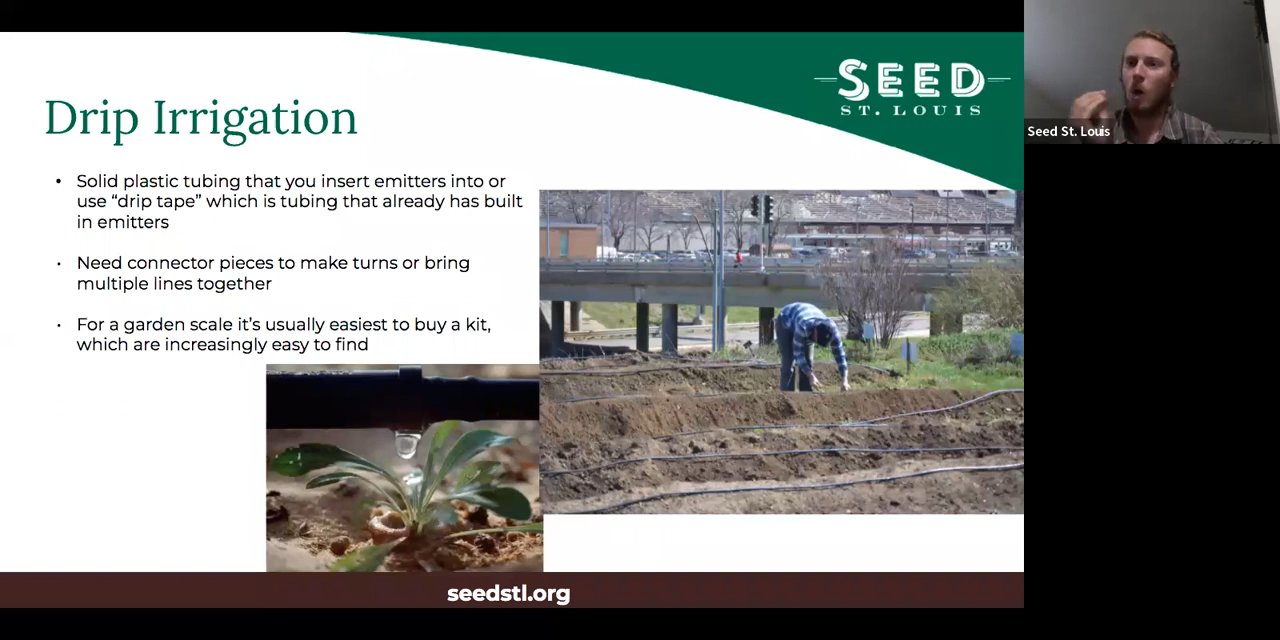 SEED
ST. LOUIS
Seed St. Louis
Drip Irrigation
• Solid plastic tubing that you insert emitters into or
use “drip tape” which is tubing that already has built
in emitters
• Need connector pieces to make turns or bring
multiple lines together
• For a garden scale it’s usually easiest to buy a kit,
which are increasingly easy to find
seedstl.org